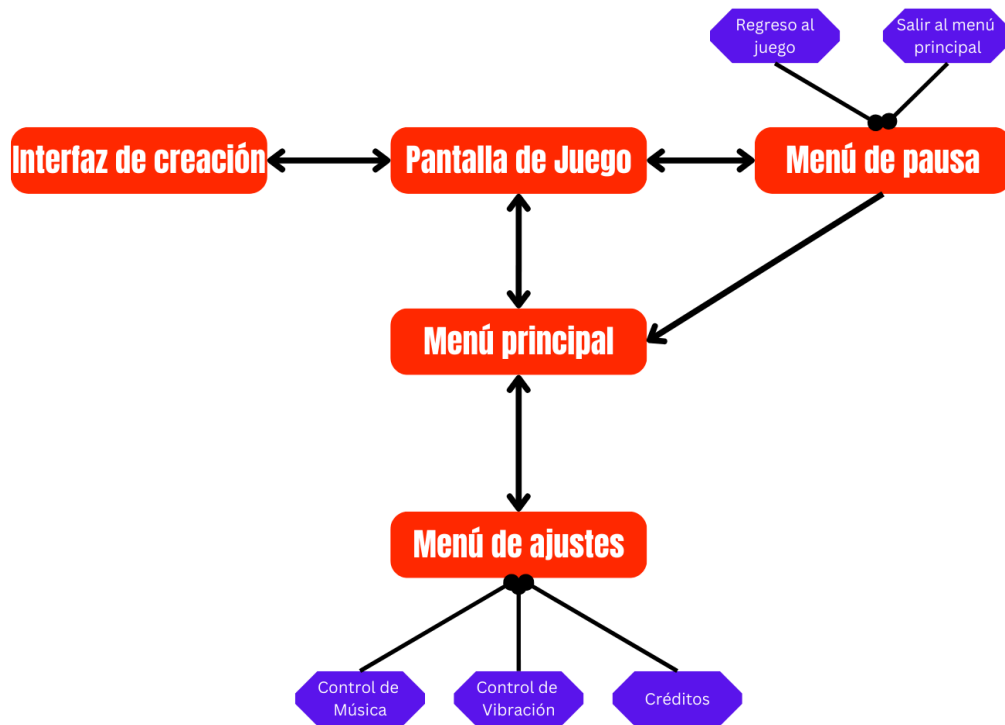 Regreso al
juego
Salir al menú
principal
Interfaz de creación
Pantalla de Juego
Menú de pausa
Menú principal
Menú de ajustes
Control de
Música
Control de
Vibración
Créditos